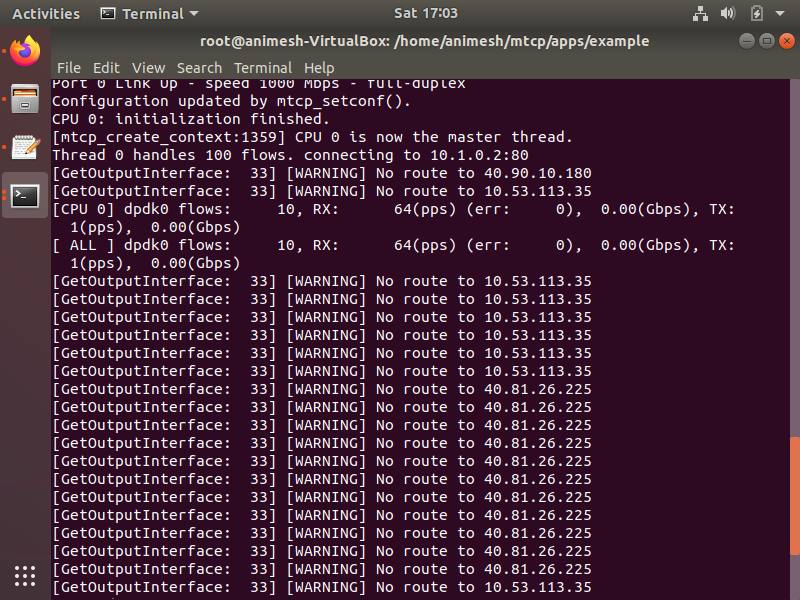 Activities
Terminal
Sat 17:03
root@animesh-VirtualBox: /home/animesh/mtcp/apps/example
File Edit View Search Terminal Help
Port 0 Link Up - speed 1000 Mbps - full-duplex
Configuration updated by mtcp_setconf().
CPU 0: initialization finished.
[mtcp_create_context:1359] CPU 0 is now the master thread.
Thread 0 handles 100 flows. connecting to 10.1.0.2:80
[GetOutputInterface:  33] [WARNING] No route to 40.90.10.180
[GetOutputInterface:  33] [WARNING] No route to 10.53.113.35
[CPU 0] dpdk0 flows:     10, RX:      64(pps) (err:     0),  0.00(Gbps), TX:
  1(pps),  0.00(Gbps)
[ ALL ] dpdk0 flows:     10, RX:      64(pps) (err:     0),  0.00(Gbps), TX:
  1(pps),  0.00(Gbps)
[GetOutputInterface:  33] [WARNING] No route to 10.53.113.35
[GetOutputInterface:  33] [WARNING] No route to 10.53.113.35
[GetOutputInterface:  33] [WARNING] No route to 10.53.113.35
[GetOutputInterface:  33] [WARNING] No route to 10.53.113.35
[GetOutputInterface:  33] [WARNING] No route to 10.53.113.35
[GetOutputInterface:  33] [WARNING] No route to 10.53.113.35
[GetOutputInterface:  33] [WARNING] No route to 40.81.26.225
[GetOutputInterface:  33] [WARNING] No route to 40.81.26.225
[GetOutputInterface:  33] [WARNING] No route to 40.81.26.225
[GetOutputInterface:  33] [WARNING] No route to 40.81.26.225
[GetOutputInterface:  33] [WARNING] No route to 40.81.26.225
[GetOutputInterface:  33] [WARNING] No route to 40.81.26.225
[GetOutputInterface:  33] [WARNING] No route to 40.81.26.225
[GetOutputInterface:  33] [WARNING] No route to 40.81.26.225
[GetOutputInterface:  33] [WARNING] No route to 40.81.26.225
[GetOutputInterface:  33] [WARNING] No route to 40.81.26.225
[GetOutputInterface:  33] [WARNING] No route to 40.81.26.225
[GetOutputInterface:  33] [WARNING] No route to 10.53.113.35